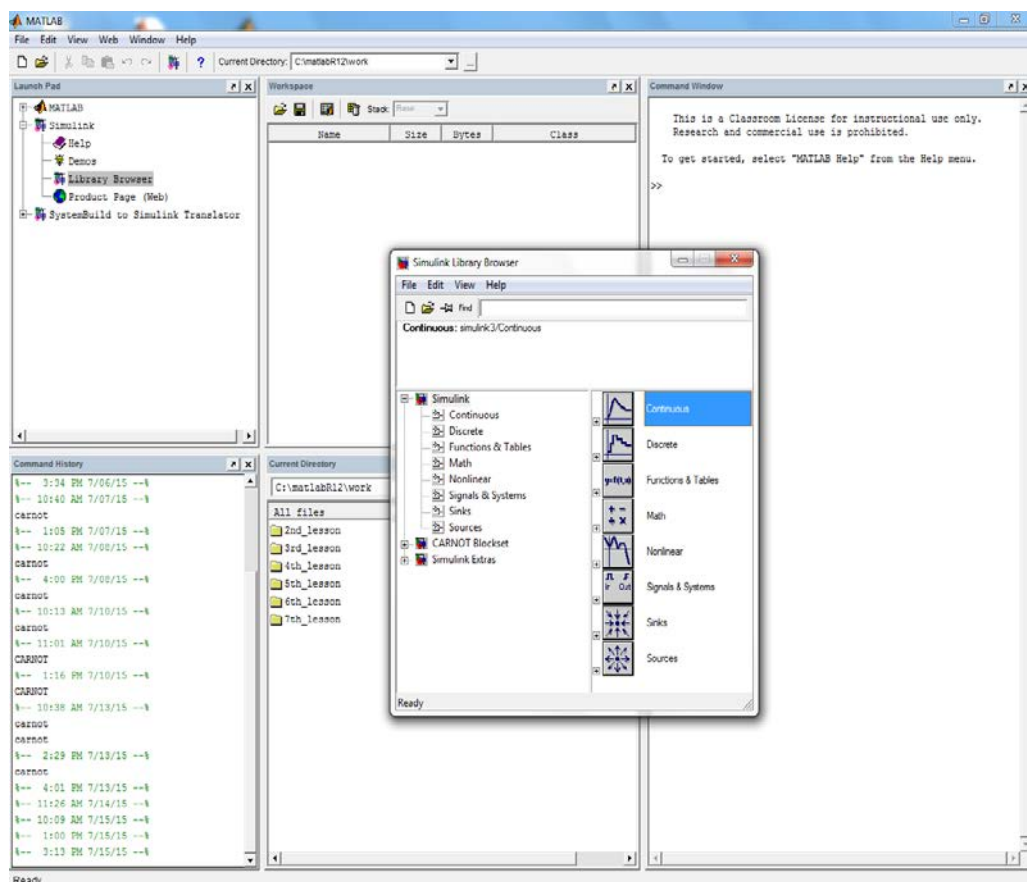 MATLAB
File Edit View Web Window Help
? Current Directory: C:\matlabR12\work
Launch Pad
MATLAB
Simulink
Help
Demos
Library Browser
Product Page (Web)
SystemBuild to Simulink Translator
Workspace
Stack: Base
Name Size Bytes Class
Command Window
This is a Classroom License for instructional use only.
Research and commercial use is prohibited.
To get started, select "MATLAB Help" from the Help menu.
>>
Simulink Library Browser
File Edit View Help
Find
Continuous: simulink3/Continuous
Simulink
Continuous
Discrete
Functions & Tables
Math
Nonlinear
Signals & Systems
Sinks
Sources
CARNOT Blockset
Simulink Extras
Continuous
Discrete
y=f(t,u) Functions & Tables
Math
Nonlinear
Signals & Systems
Sinks
Sources
Ready
Command History
%-- 3:34 PM 7/06/15 --%
%-- 10:40 AM 7/07/15 --%
carnot
%-- 1:05 PM 7/07/15 --%
%-- 10:22 AM 7/08/15 --%
carnot
%-- 4:00 PM 7/08/15 --%
carnot
%-- 10:13 AM 7/10/15 --%
carnot
%-- 11:01 AM 7/10/15 --%
CARNOT
%-- 1:16 PM 7/10/15 --%
CARNOT
%-- 10:38 AM 7/13/15 --%
carnot
carnot
%-- 2:29 PM 7/13/15 --%
carnot
%-- 4:01 PM 7/13/15 --%
%-- 11:26 AM 7/14/15 --%
%-- 10:09 AM 7/15/15 --%
%-- 1:00 PM 7/15/15 --%
%-- 3:13 PM 7/15/15 --%
Current Directory
C:\matlabR12\work
All files
2nd_lesson
3rd_lesson
4th_lesson
5th_lesson
6th_lesson
7th_lesson
Ready